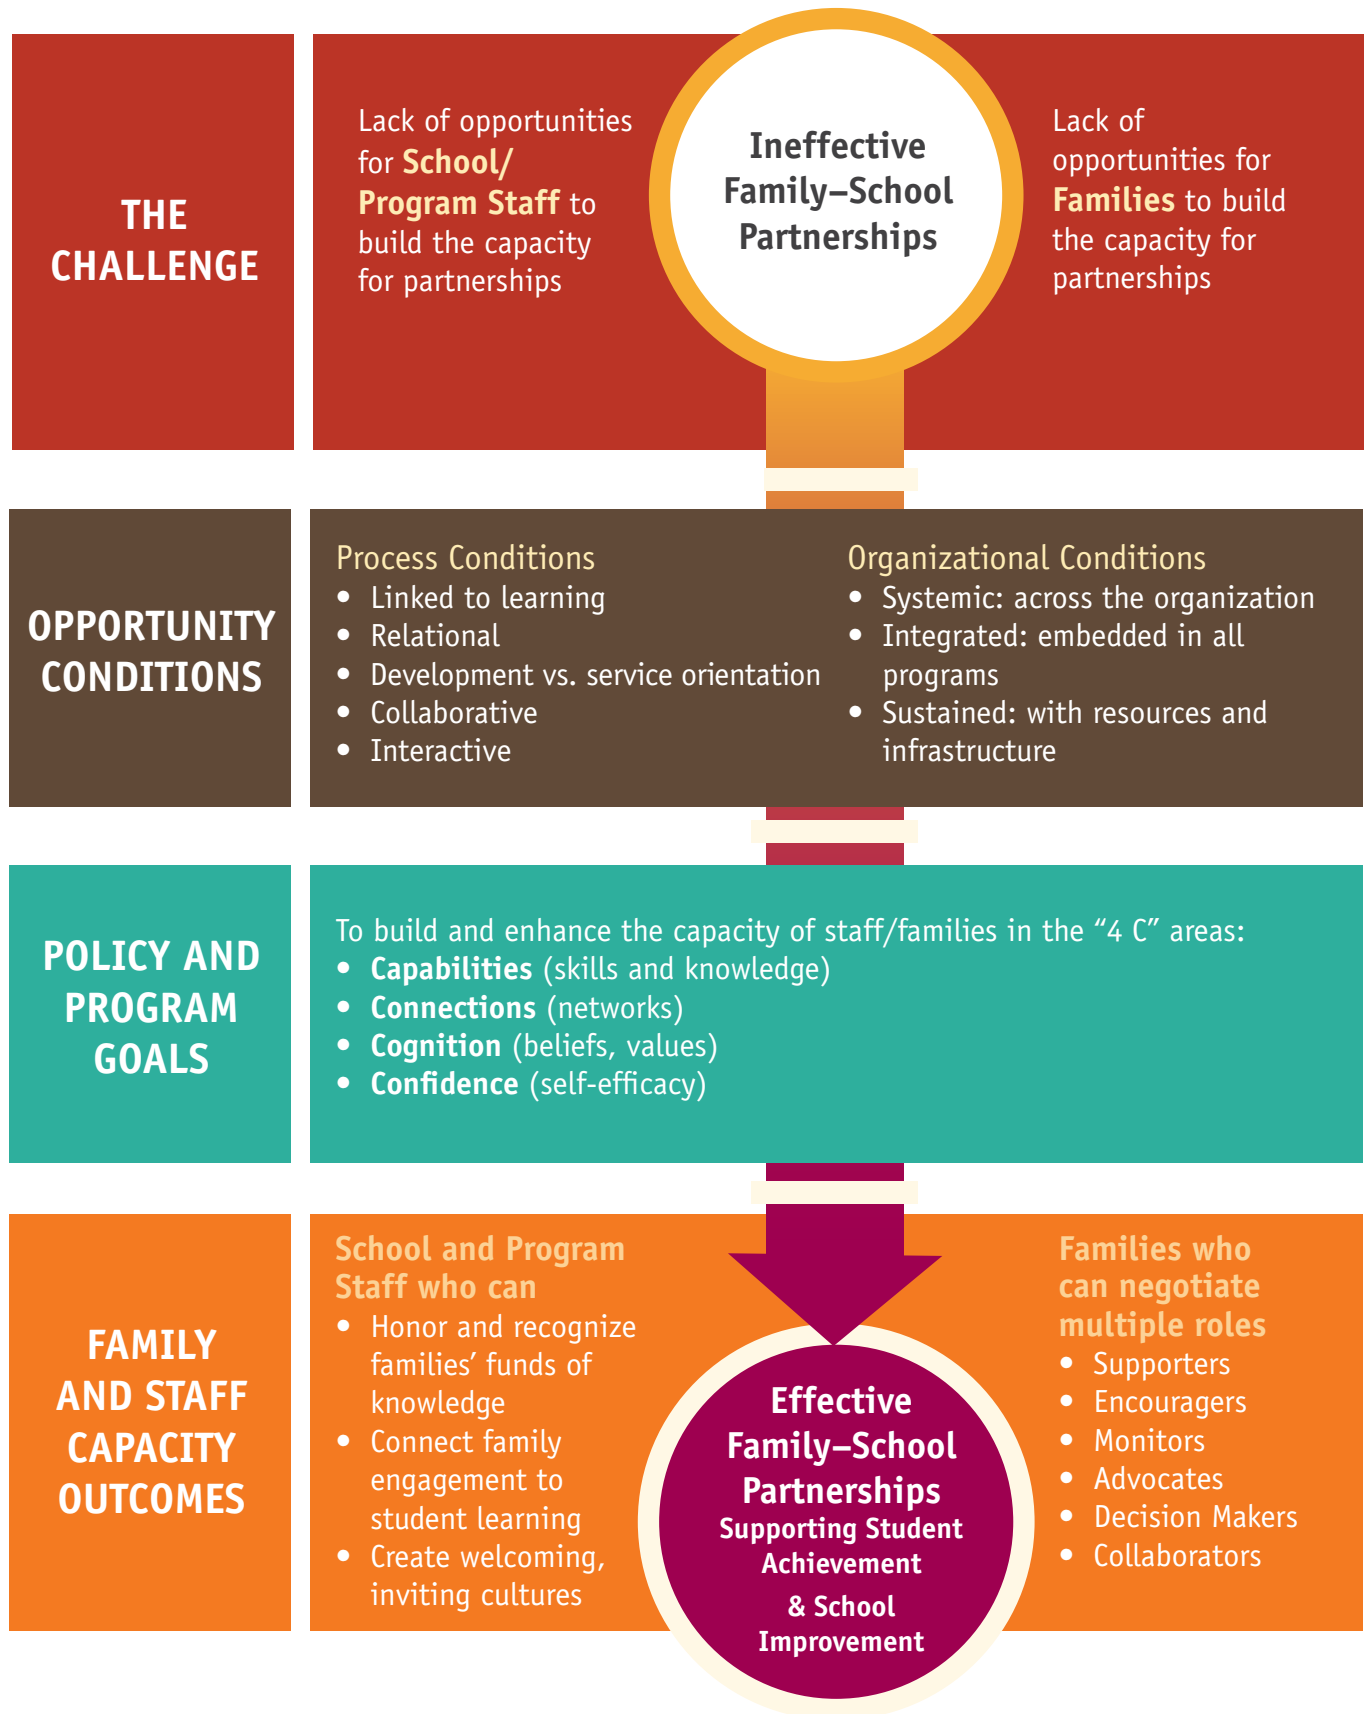 THE
CHALLENGE
Lack of opportunities
for School/
Program Staff to
build the capacity
for partnerships
Ineffective
Family–School
Partnerships
Lack of
opportunities for
Families to build
the capacity for
partnerships
OPPORTUNITY
CONDITIONS
Process Conditions
• Linked to learning
• Relational
• Development vs. service orientation
• Collaborative
• Interactive
Organizational Conditions
• Systemic: across the organization
• Integrated: embedded in all
programs
• Sustained: with resources and
infrastructure
POLICY AND
PROGRAM
GOALS
To build and enhance the capacity of staff/families in the “4 C” areas:
• Capabilities (skills and knowledge)
• Connections (networks)
• Cognition (beliefs, values)
• Confidence (self-efficacy)
FAMILY
AND STAFF
CAPACITY
OUTCOMES
School and Program
Staff who can
• Honor and recognize
families’ funds of
knowledge
• Connect family
engagement to
student learning
• Create welcoming,
inviting cultures
Effective
Family–School
Partnerships
Supporting Student
Achievement
& School
Improvement
Families who
can negotiate
multiple roles
• Supporters
• Encouragers
• Monitors
• Advocates
• Decision Makers
• Collaborators